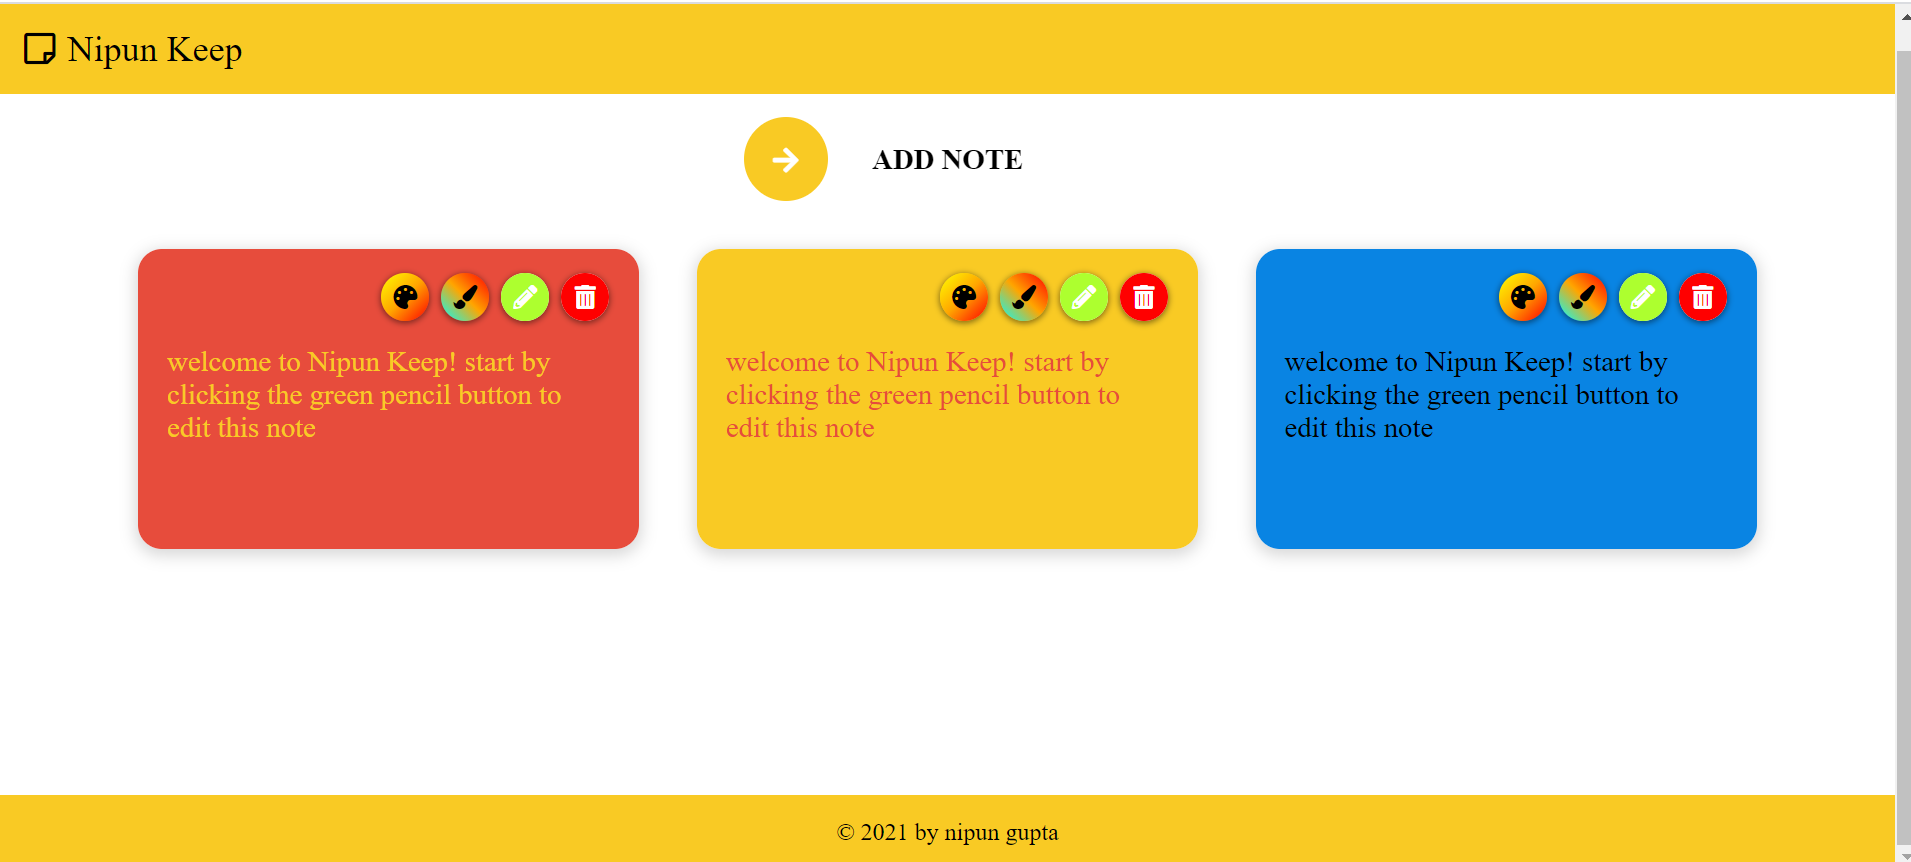 Nipun Keep
ADD NOTE
welcome to Nipun Keep! start by
clicking the green pencil button to
edit this note
welcome to Nipun Keep! start by
clicking the green pencil button to
edit this note
welcome to Nipun Keep! start by
clicking the green pencil button to
edit this note
© 2021 by nipun gupta